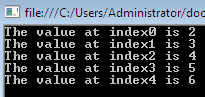 file:///C:/Users/Administrator/doc
The value at index0 is 2
The value at index1 is 3
The value at index2 is 4
The value at index3 is 5
The value at index4 is 6